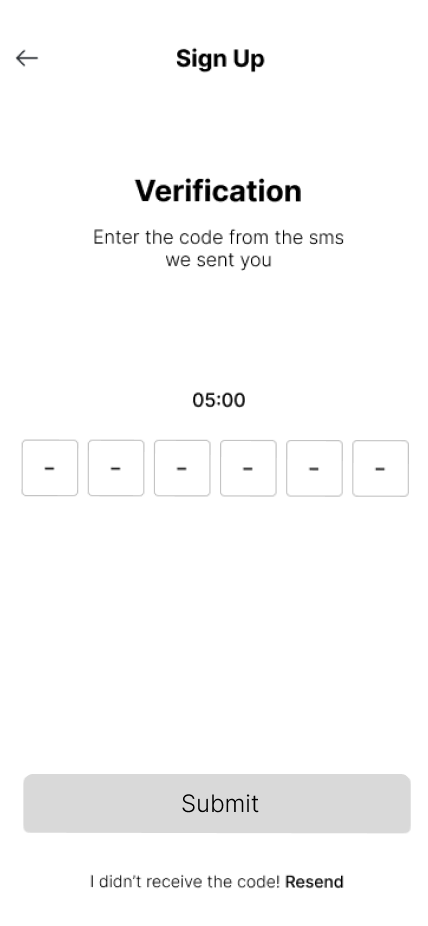 Sign Up
Verification
Enter the code from the sms
we sent you
05:00
- - - - - -
Submit
I didn't receive the code! Resend